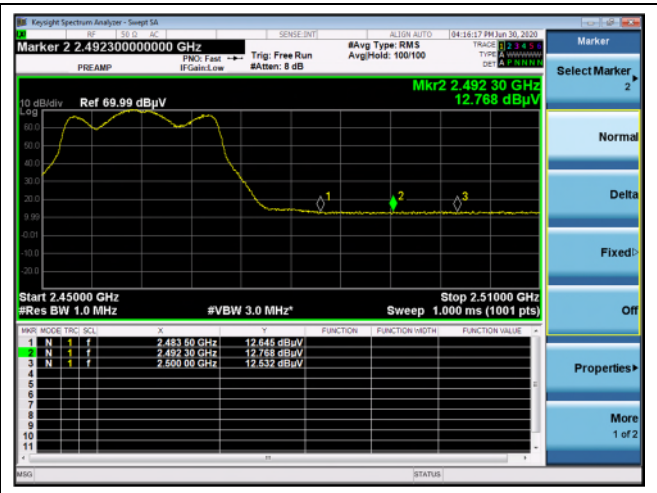 Keysight Spectrum Analyzer - Swept SA
RF 50 Ω AC SENSE:INT ALIGN AUTO 04:16:17 PM Jun 30, 2020
Marker 2 2.492300000000 GHz
PREAMP
PNO: Fast
IFGain:Low
Trig: Free Run
#Atten: 8 dB
#Avg Type: RMS
Avg|Hold: 100/100
TRACE 1 2 3 4 5 6
TYPE A WWWWW
DET A P N N N N
Mkr2 2.492 30 GHz
12.768 dBµV
10 dB/div Ref 69.99 dBµV
Log
60.0
50.0
40.0
30.0
20.0
9.99
-0.01
-10.0
-20.0
1
2
3
Start 2.45000 GHz Stop 2.51000 GHz
#Res BW 1.0 MHz #VBW 3.0 MHz* Sweep 1.000 ms (1001 pts)
MKR MODE TRC SCL X Y FUNCTION FUNCTION WIDTH FUNCTION VALUE
1 N 1 f 2.483 50 GHz 12.645 dBµV
2 N 1 f 2.492 30 GHz 12.768 dBµV
3 N 1 f 2.500 00 GHz 12.532 dBµV
4
5
6
7
8
9
10
11
MSG STATUS
Marker
Select Marker
2
Normal
Delta
Fixed
Off
Properties
More
1 of 2